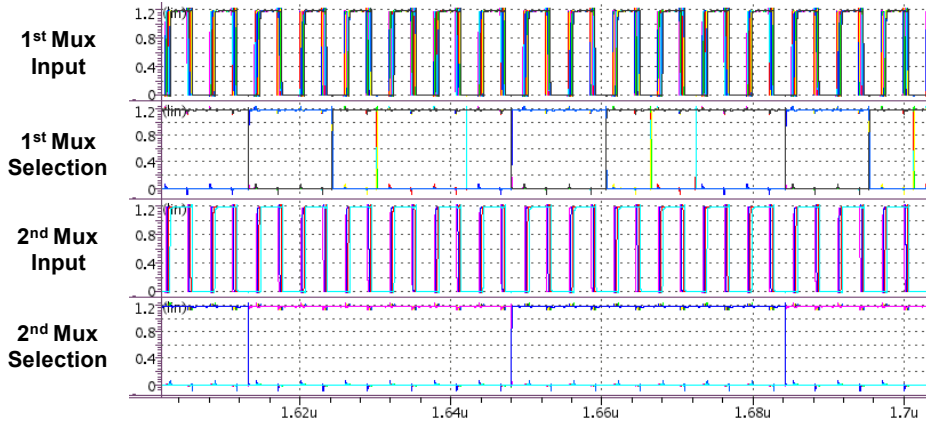 1st Mux
Input
1.2 (lin)
0.8
0.4
0
1st Mux
Selection
1.2 (lin)
0.8
0.4
0
2nd Mux
Input
1.2 (lin)
0.8
0.4
0
2nd Mux
Selection
1.2 (lin)
0.8
0.4
0
1.62u 1.64u 1.66u 1.68u 1.7u